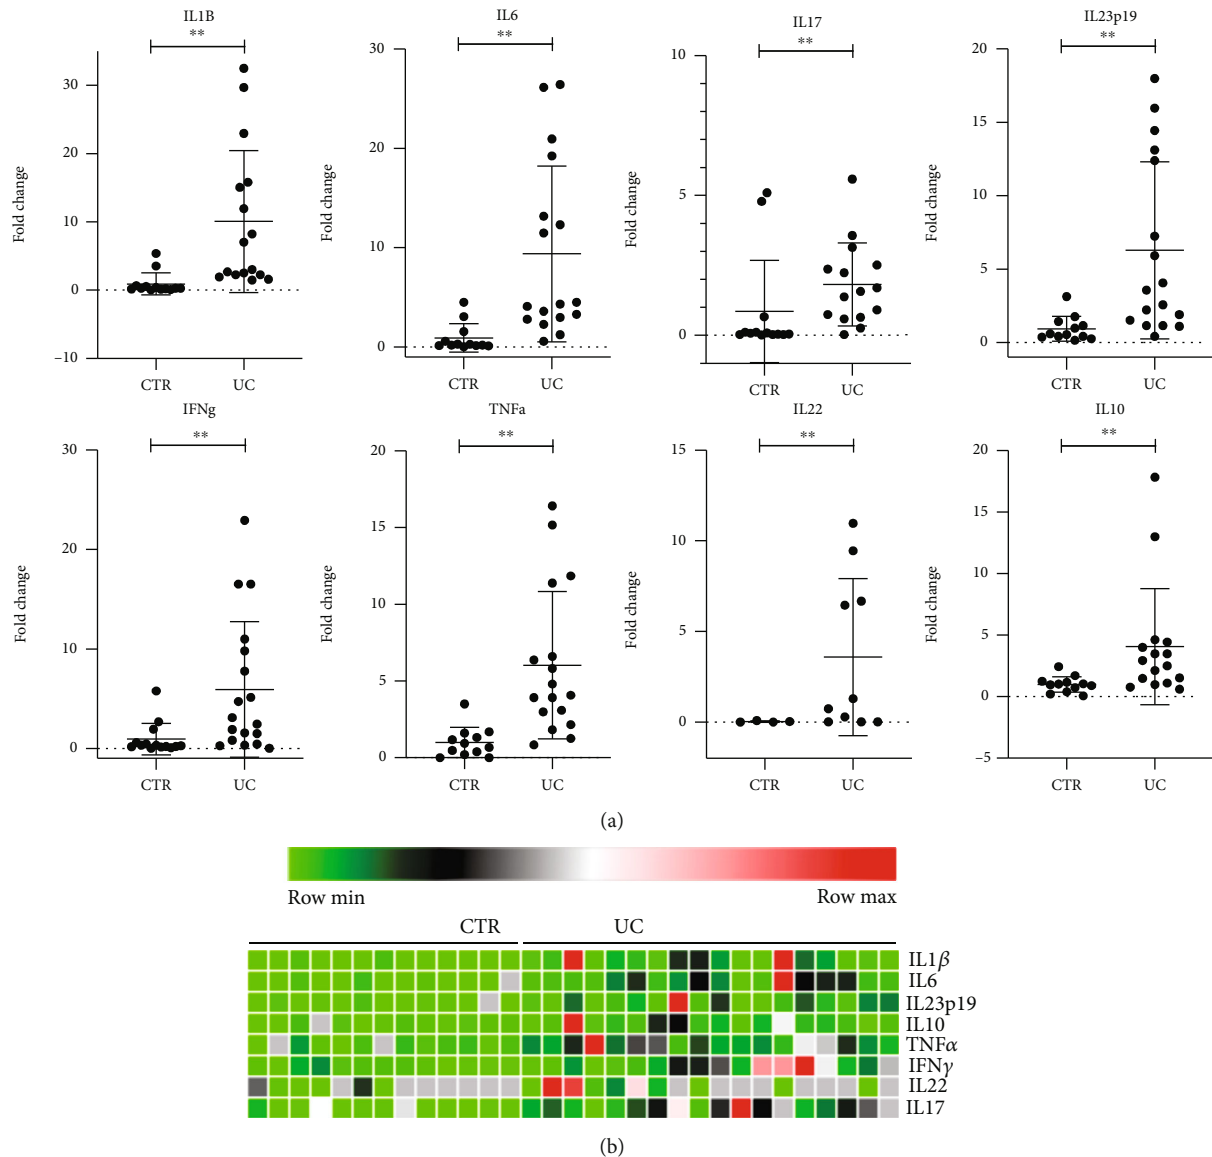 IL1B
**
Fold change
30
20
10
0
−10
CTR
UC
IL6
**
Fold change
30
20
10
0
CTR
UC
IL17
**
Fold change
10
5
0
CTR
UC
IL23p19
**
Fold change
20
15
10
5
0
CTR
UC
IFNg
**
Fold change
30
20
10
0
CTR
UC
TNFa
**
Fold change
20
15
10
5
0
CTR
UC
IL22
**
Fold change
15
10
5
0
CTR
UC
IL10
**
Fold change
20
15
10
5
0
−5
CTR
UC
(a)
Row min
Row max
CTR
UC
IL1β
IL6
IL23p19
IL10
TNFα
IFNγ
IL22
IL17
(b)